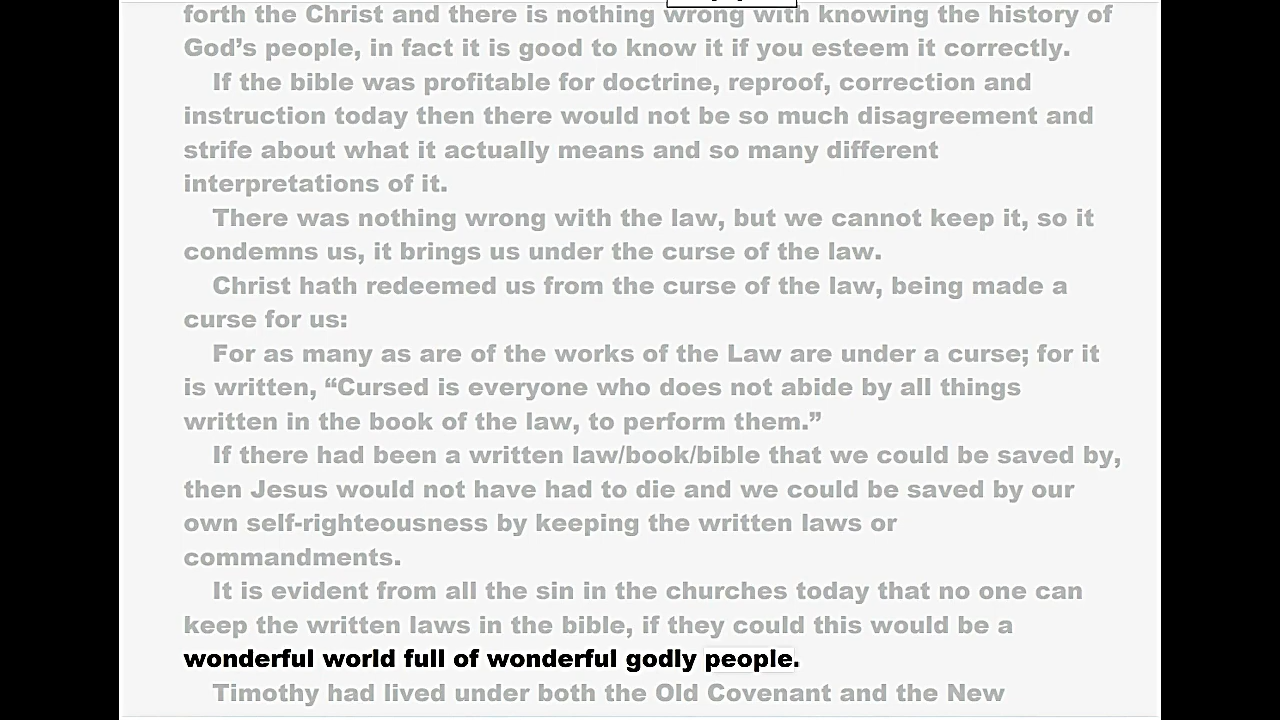 forth the Christ and there is nothing wrong with knowing the history of
God’s people, in fact it is good to know it if you esteem it correctly.
If the bible was profitable for doctrine, reproof, correction and
instruction today then there would not be so much disagreement and
strife about what it actually means and so many different
interpretations of it.
There was nothing wrong with the law, but we cannot keep it, so it
condemns us, it brings us under the curse of the law.
Christ hath redeemed us from the curse of the law, being made a
curse for us:
For as many as are of the works of the Law are under a curse; for it
is written, “Cursed is everyone who does not abide by all things
written in the book of the law, to perform them.”
If there had been a written law/book/bible that we could be saved by,
then Jesus would not have had to die and we could be saved by our
own self-righteousness by keeping the written laws or
commandments.
It is evident from all the sin in the churches today that no one can
keep the written laws in the bible, if they could this would be a
wonderful world full of wonderful godly people.
Timothy had lived under both the Old Covenant and the New